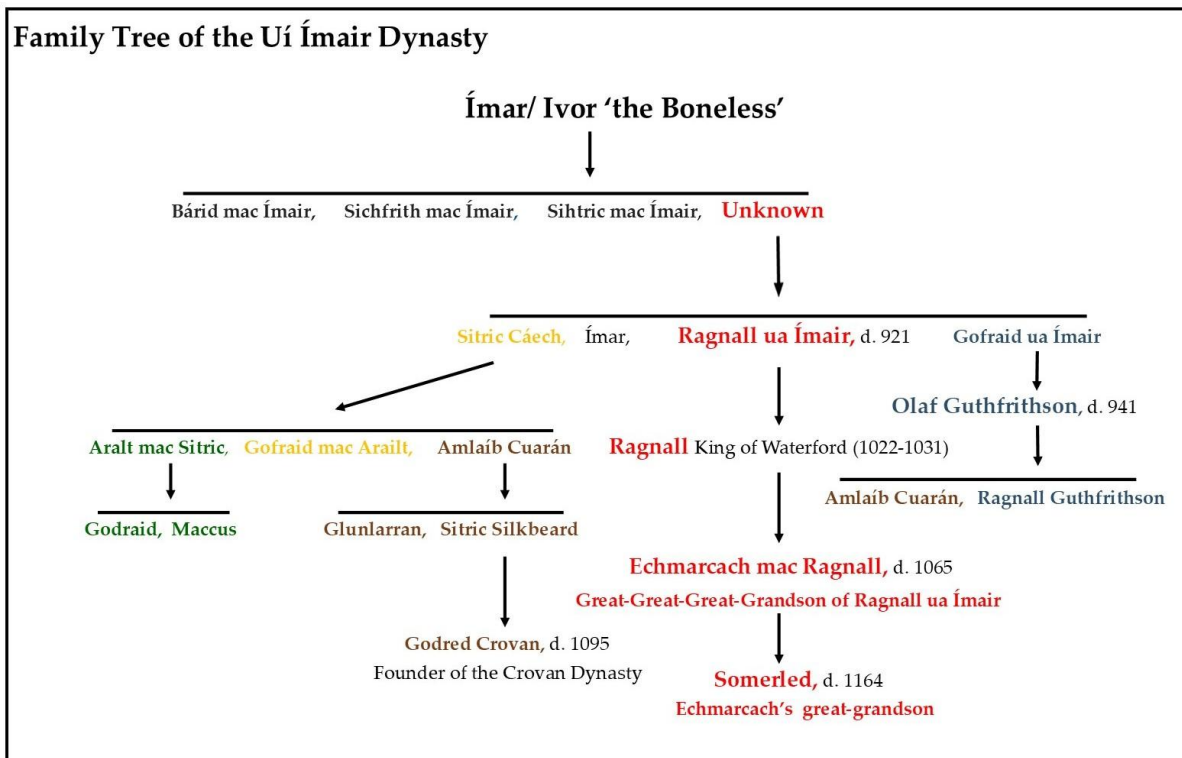 Family Tree of the Uí Ímair Dynasty
Ímar/ Ivor ‘the Boneless’
Bárid mac Ímair, Sichfrith mac Ímair, Sihtric mac Ímair, Unknown
Sitric Cáech, Ímar, Ragnall ua Ímair, d. 921 Gofraid ua Ímair
Olaf Guthfrithson, d. 941
Aralt mac Sitric, Gofraid mac Arailt, Amlaíb Cuarán Ragnall King of Waterford (1022-1031)
Amlaíb Cuarán, Ragnall Guthfrithson
Godraid, Maccus Glunlarran, Sitric Silkbeard
Echmarcach mac Ragnall, d. 1065
Great-Great-Great-Grandson of Ragnall ua Ímair
Godred Crovan, d. 1095
Founder of the Crovan Dynasty
Somerled, d. 1164
Echmarcach’s great-grandson